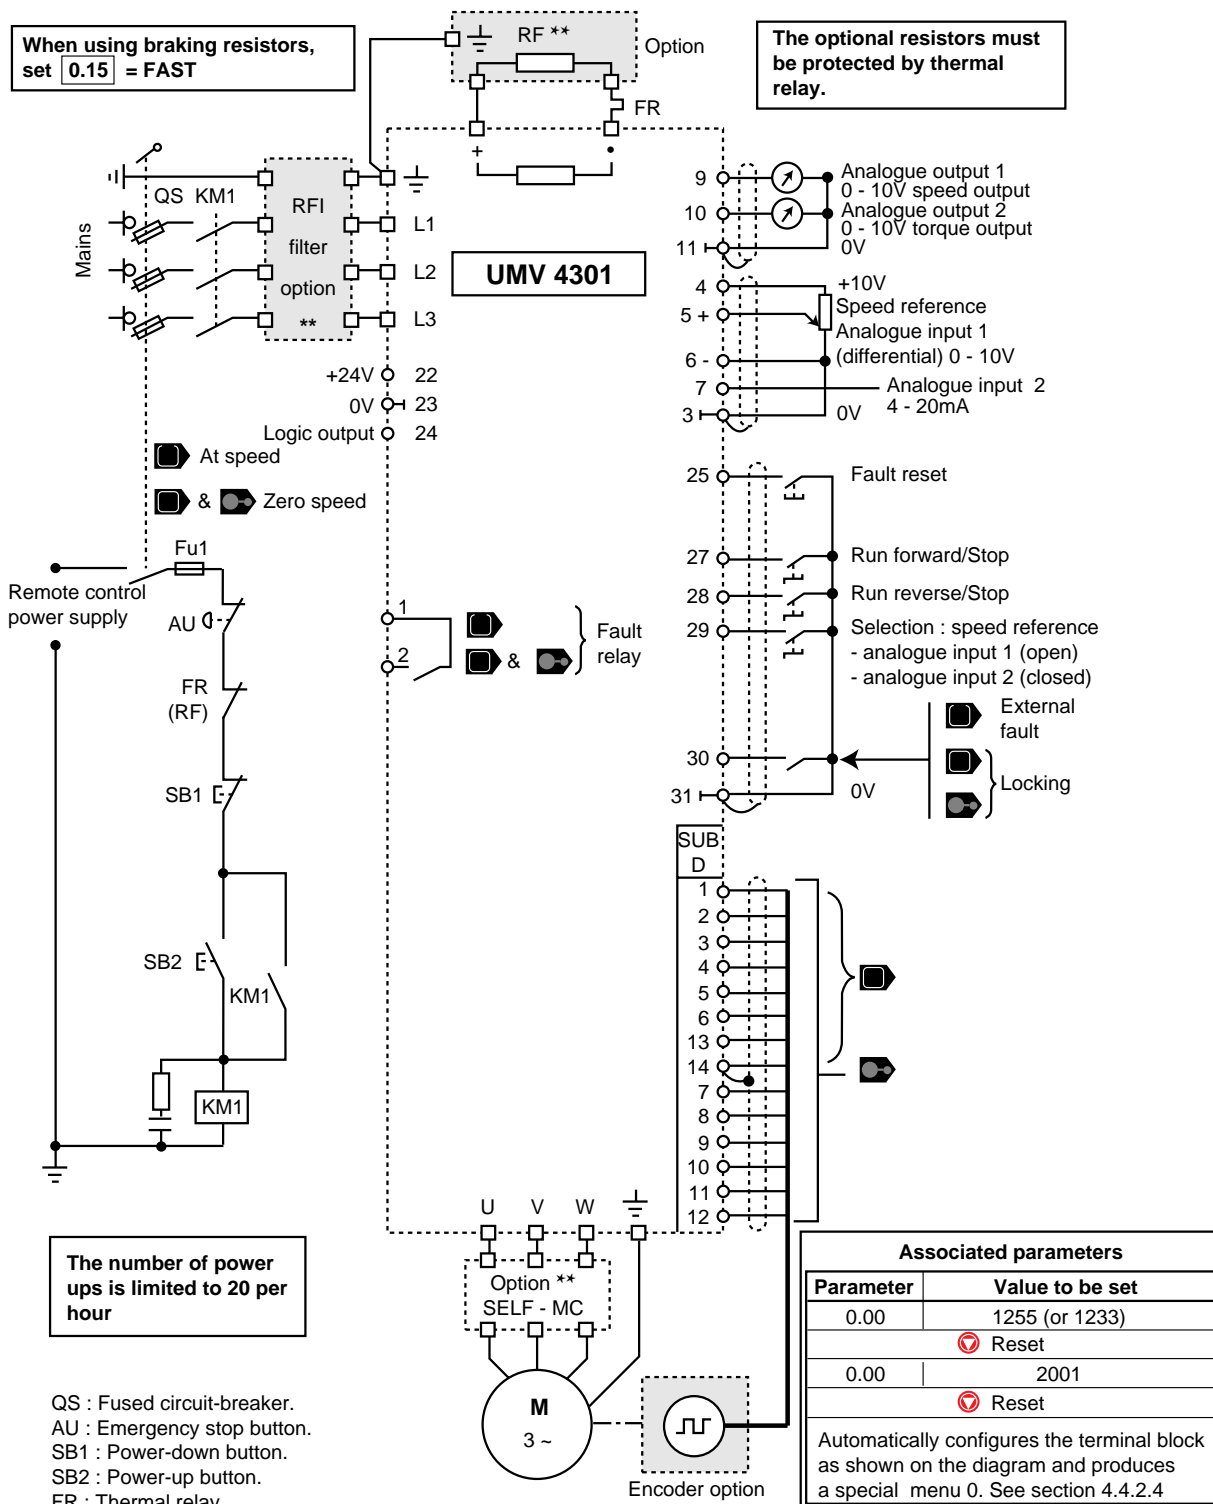 When using braking resistors,
set 0.15 = FAST
RF **
Option
FR
The optional resistors must
be protected by thermal
relay.
+
QS KM1
Mains
RFI
filter
option
**
L1
L2
L3
UMV 4301
9
Analogue output 1
0 - 10V speed output
10
Analogue output 2
0 - 10V torque output
11
0V
4
+10V
5 +
Speed reference
Analogue input 1
(differential) 0 - 10V
6 -
7
Analogue input 2
4 - 20mA
3
0V
+24V 22
0V 23
Logic output 24
At speed
& Zero speed
25
Fault reset
27
Run forward/Stop
28
Run reverse/Stop
29
Selection : speed reference
- analogue input 1 (open)
- analogue input 2 (closed)
External
fault
30
31
0V
Locking
Fu1
Remote control
power supply
AU
FR
(RF)
SB1
SB2
KM1
KM1
1
2
&
Fault
relay
SUB
D
1
2
3
4
5
6
13
14
7
8
9
10
11
12
U V W
Option **
SELF - MC
M
3 ~
Encoder option
The number of power
ups is limited to 20 per
hour
QS : Fused circuit-breaker.
AU : Emergency stop button.
SB1 : Power-down button.
SB2 : Power-up button.
FR : Thermal relay
Associated parameters
Parameter Value to be set
0.00 1255 (or 1233)
Reset
0.00 2001
Reset
Automatically configures the terminal block
as shown on the diagram and produces
a special menu 0. See section 4.4.2.4